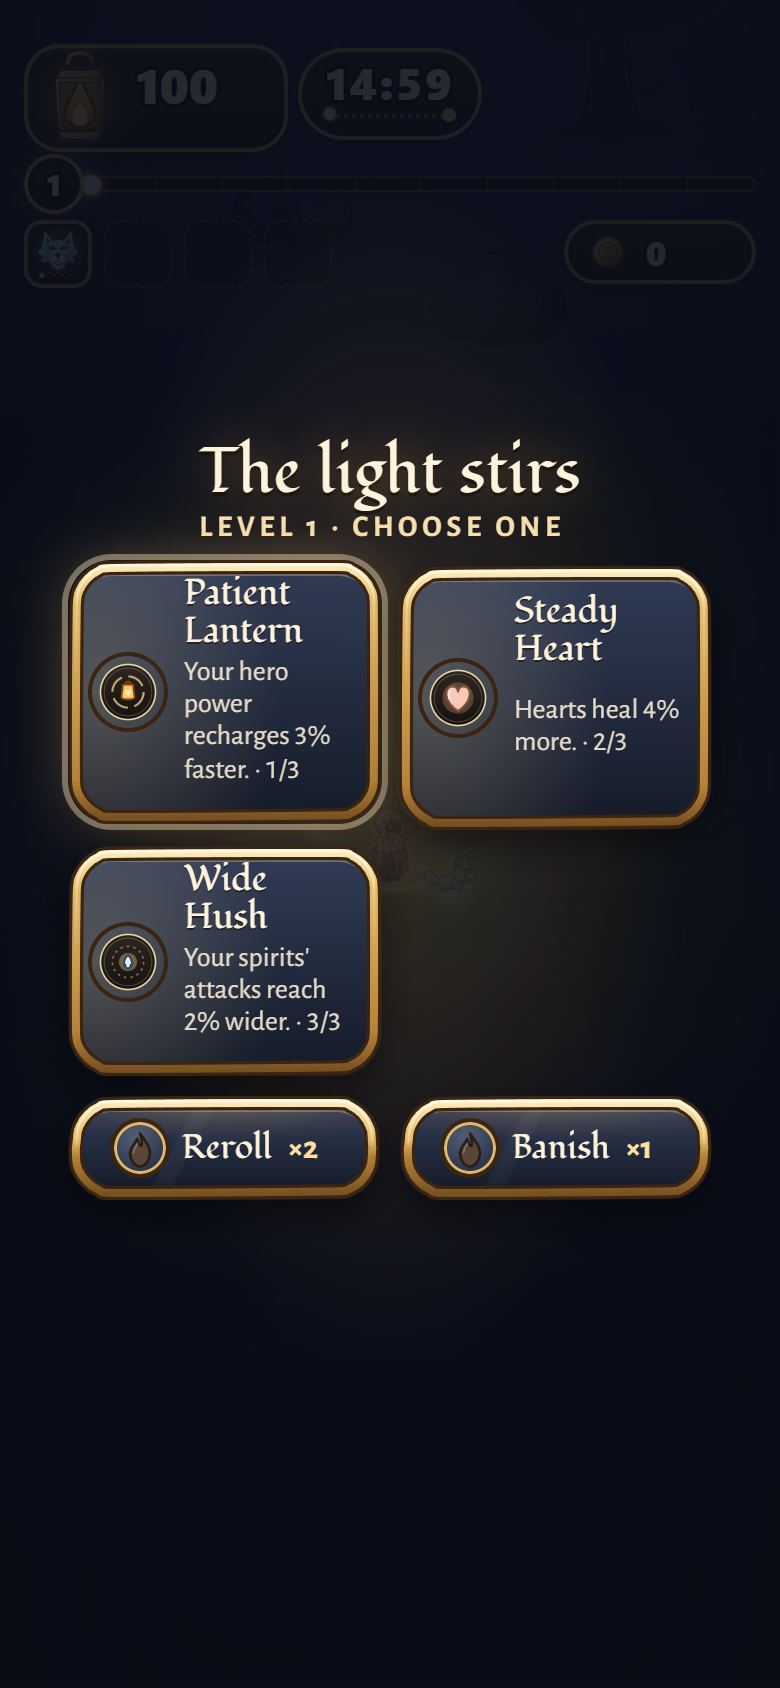 100
14:59
1
0
The light stirs
LEVEL 1 · CHOOSE ONE
Patient
Lantern
Your hero
power
recharges 3%
faster. · 1/3
Steady
Heart
Hearts heal 4%
more. · 2/3
Wide
Hush
Your spirits'
attacks reach
2% wider. · 3/3
Reroll ×2
Banish ×1